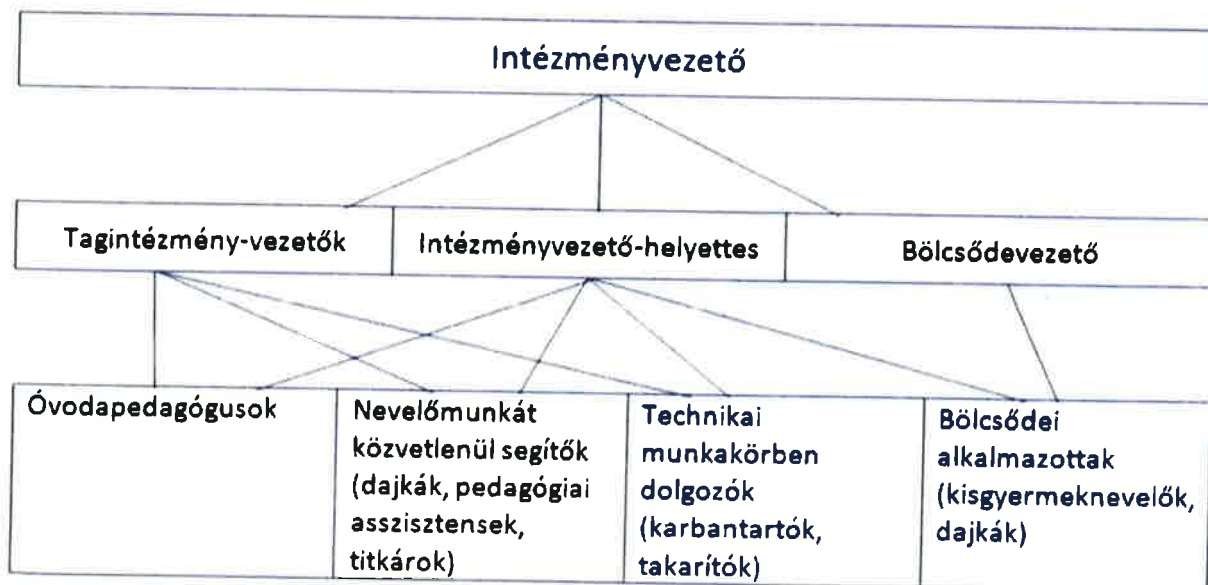 Intézményvezető
Tagintézmény-vezetők
Intézményvezető-helyettes
Bölcsődevezető
Óvodapedagógusok
Nevelőmunkát
közvetlenül segítők
(dajkák, pedagógiai
asszisztensek,
titkárok)
Technikai
munkakörben
dolgozók
(karbantartók,
takarítók)
Bölcsődei
alkalmazottak
(kisgyermeknevelők,
dajkák)